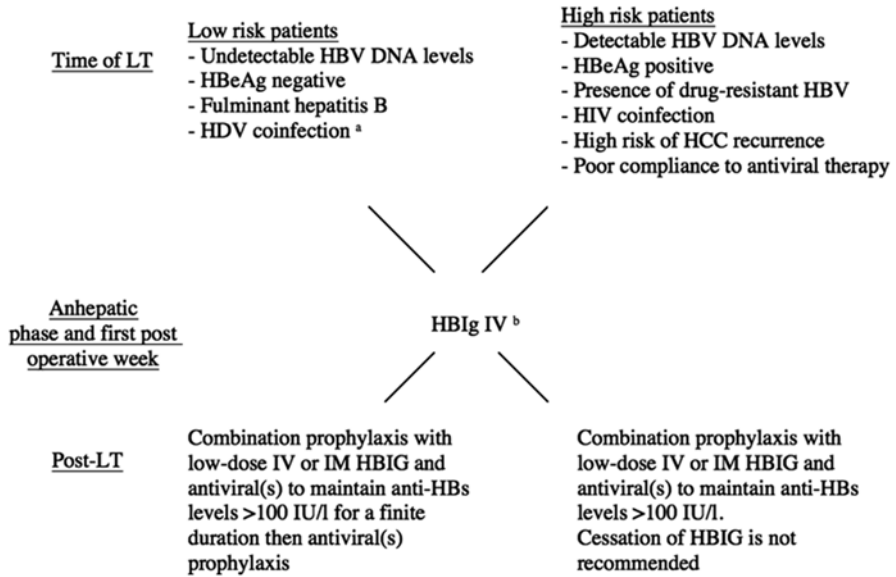 Time of LT
Low risk patients
- Undetectable HBV DNA levels
- HBeAg negative
- Fulminant hepatitis B
- HDV coinfection ᵃ
High risk patients
- Detectable HBV DNA levels
- HBeAg positive
- Presence of drug-resistant HBV
- HIV coinfection
- High risk of HCC recurrence
- Poor compliance to antiviral therapy
Anhepatic
phase and first post
operative week
HBIg IV ᵇ
Post-LT
Combination prophylaxis with
low-dose IV or IM HBIG and
antiviral(s) to maintain anti-HBs
levels >100 IU/l for a finite
duration then antiviral(s)
prophylaxis
Combination prophylaxis with
low-dose IV or IM HBIG and
antiviral(s) to maintain anti-HBs
levels >100 IU/l.
Cessation of HBIG is not
recommended